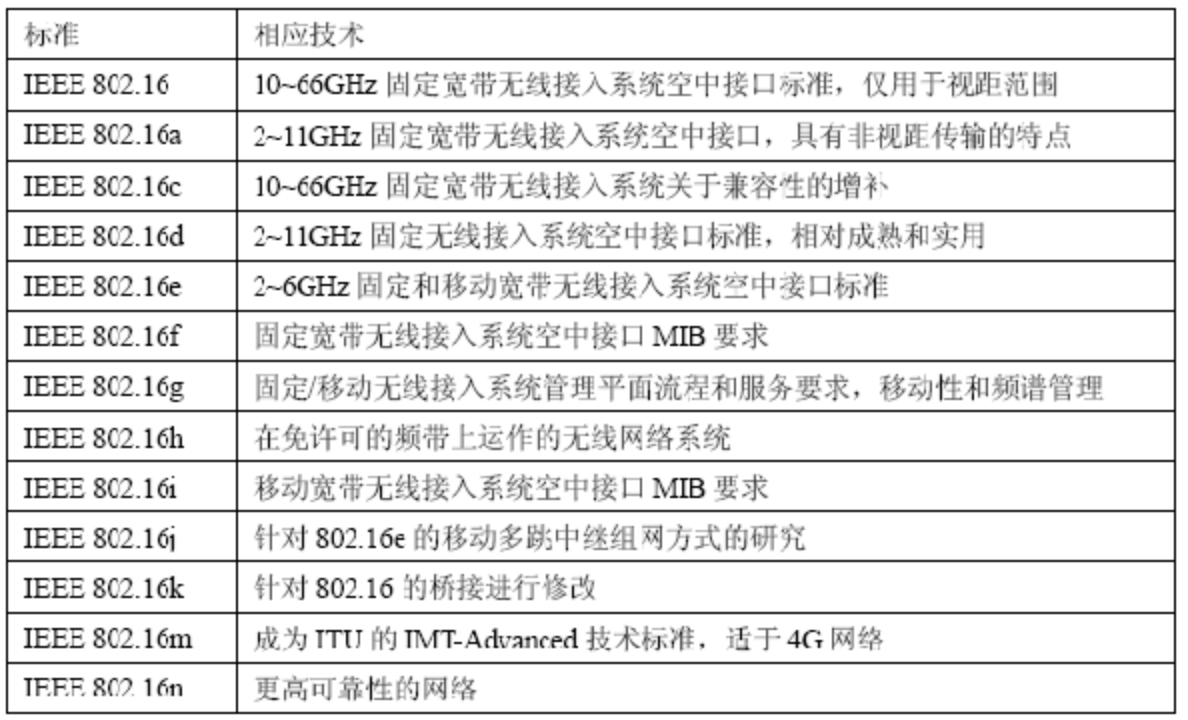 标准 相应技术
IEEE 802.16 10~66GHz 固定宽带无线接入系统空中接口标准，仅用于视距范围
IEEE 802.16a 2~11GHz 固定宽带无线接入系统空中接口，具有非视距传输的特点
IEEE 802.16c 10~66GHz 固定宽带无线接入系统关于兼容性的增补
IEEE 802.16d 2~11GHz 固定无线接入系统空中接口标准，相对成熟和实用
IEEE 802.16e 2~6GHz 固定和移动宽带无线接入系统空中接口标准
IEEE 802.16f 固定宽带无线接入系统空中接口 MIB 要求
IEEE 802.16g 固定/移动无线接入系统管理平面流程和服务要求，移动性和频谱管理
IEEE 802.16h 在免许可的频带上运作的无线网络系统
IEEE 802.16i 移动宽带无线接入系统空中接口 MIB 要求
IEEE 802.16j 针对 802.16e 的移动多跳中继组网方式的研究
IEEE 802.16k 针对 802.16 的桥接进行修改
IEEE 802.16m 成为 ITU 的 IMT-Advanced 技术标准，适于 4G 网络
IEEE 802.16n 更高可靠性的网络